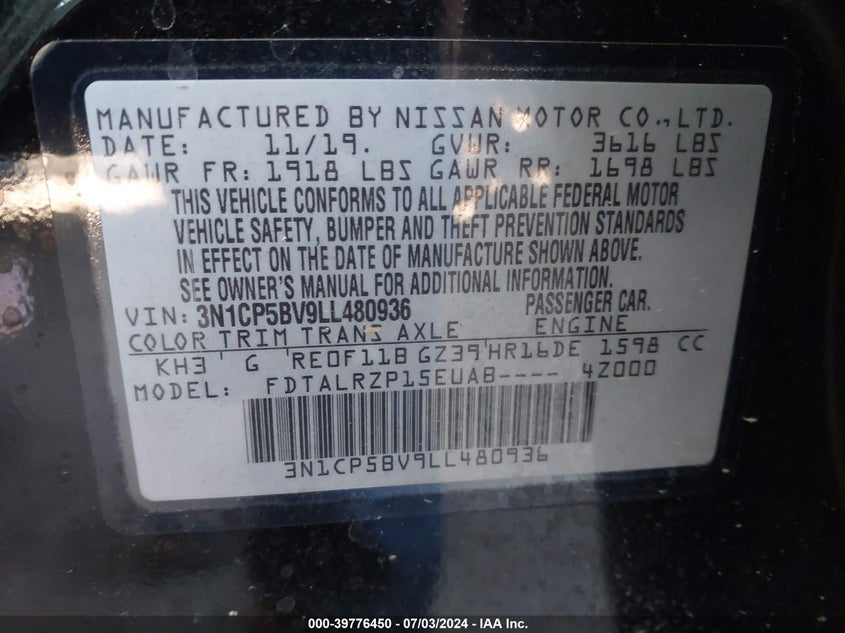 MANUFACTURED BY NISSAN MOTOR CO., LTD.
DATE: 11/19. GVWR: 3616 LBS
GAWR FR: 1918 LBS GAWR RR: 1698 LBS
THIS VEHICLE CONFORMS TO ALL APPLICABLE FEDERAL MOTOR
VEHICLE SAFETY, BUMPER AND THEFT PREVENTION STANDARDS
IN EFFECT ON THE DATE OF MANUFACTURE SHOWN ABOVE.
SEE OWNER'S MANUAL FOR ADDITIONAL INFORMATION.
VIN: 3N1CP5BV9LL480936 PASSENGER CAR.
COLOR TRIM TRANS AXLE ENGINE
KH3 G RE0F11B GZ39 HR16DE 1598 CC
MODEL: FDTALRZP15EUAB---- 4Z000
3N1CP5BV9LL480936
000-39776450 - 07/03/2024 - IAA Inc.